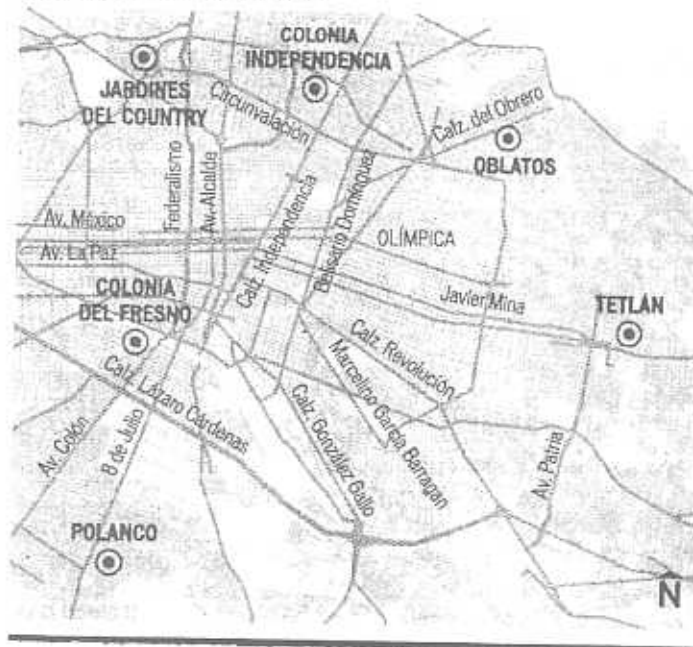 COLONIA
INDEPENDENCIA
JARDINES
DEL COUNTRY
Circunvalación
Calz. del Obrero
OBLATOS
Federalismo
Av. Alcalde
Calz. Independencia
Belisario Domínguez
Av. México
Av. La Paz
OLÍMPICA
Javier Mina
TETLÁN
COLONIA
DEL FRESNO
Calz. Revolución
Marcelino García Barragán
Calz. Lázaro Cárdenas
Calz. González Gallo
Av. Colón
8 de Julio
Av. Patria
POLANCO
N